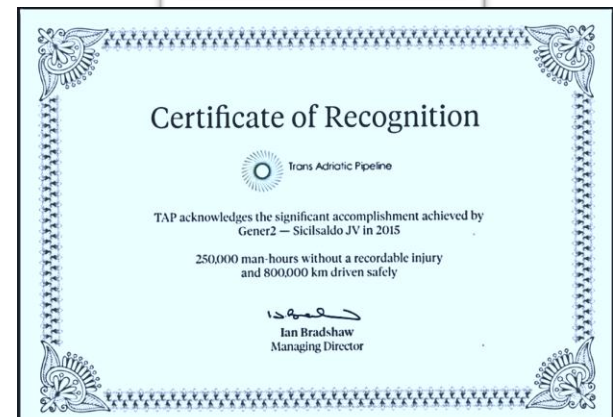 Certificate of Recognition
Trans Adriatic Pipeline
TAP acknowledges the significant accomplishment achieved by
Gener2 — Sicilsaldo JV in 2015
250,000 man-hours without a recordable injury
and 800,000 km driven safely
Ian Bradshaw
Managing Director